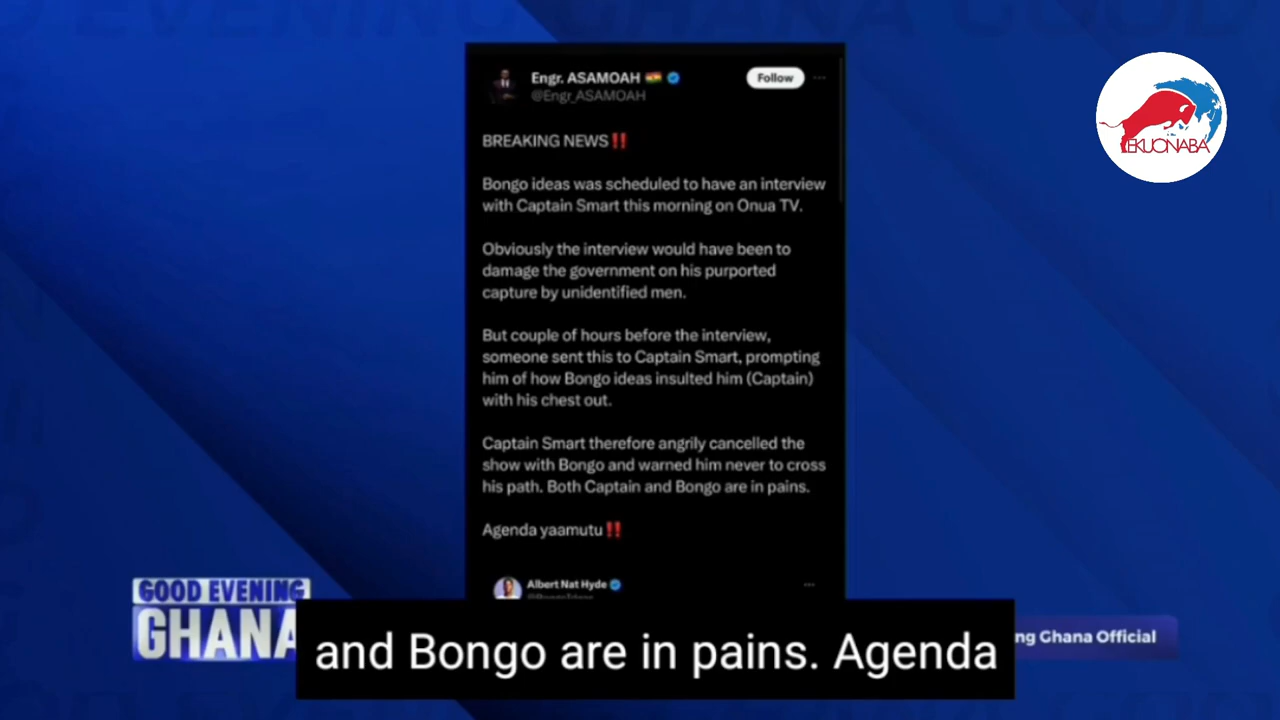 Engr. ASAMOAH
Follow
@Engr_ASAMOAH
EKUONABA
BREAKING NEWS‼
Bongo ideas was scheduled to have an interview
with Captain Smart this morning on Onua TV.
Obviously the interview would have been to
damage the government on his purported
capture by unidentified men.
But couple of hours before the interview,
someone sent this to Captain Smart, prompting
him of how Bongo ideas insulted him (Captain)
with his chest out.
Captain Smart therefore angrily cancelled the
show with Bongo and warned him never to cross
his path. Both Captain and Bongo are in pains.
Agenda yaamutu‼
Albert Nat Hyde
GOOD EVENING
GHANA
ng Ghana Official
and Bongo are in pains. Agenda